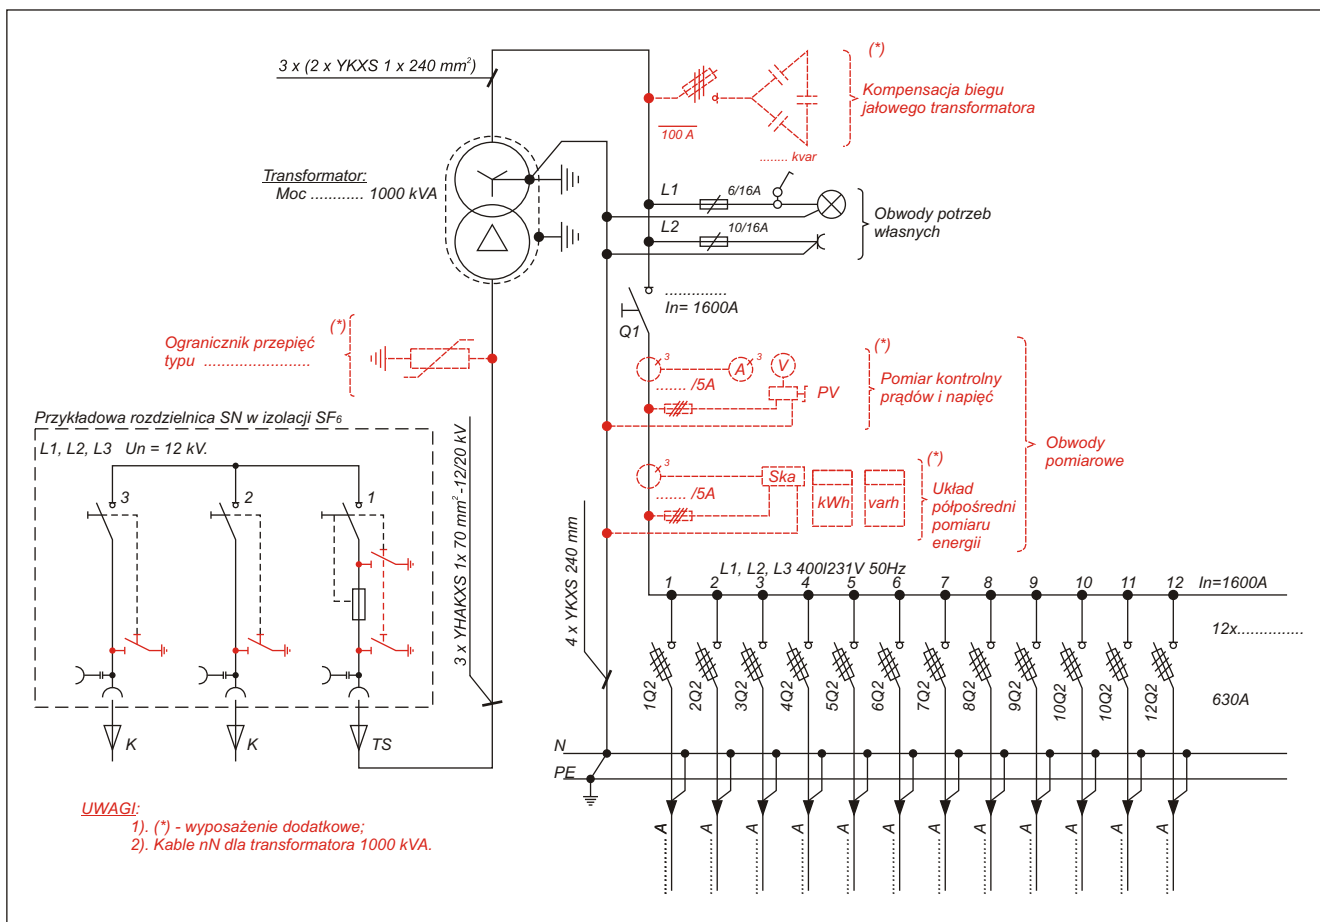 3 x (2 x YKXS 1 x 240 mm²)
(*)
Kompensacja biegu
jałowego transformatora
100 A
........ kvar
Transformator:
Moc ............ 1000 kVA
L1
6/16A
L2
10/16A
Obwody potrzeb
własnych
..............
In= 1600A
Q1
(*)
Ogranicznik przepięć
typu ........................
3
A
3
V
....... /5A
PV
(*)
Pomiar kontrolny
prądów i napięć
Obwody
pomiarowe
Przykładowa rozdzielnica SN w izolacji SF6
L1, L2, L3 Un = 12 kV.
3
2
1
3 x YHAKXS 1x 70 mm² -12/20 kV
4 x YKXS 240 mm
3
....... /5A
Ska
kWh
varh
(*)
Układ
półpośredni
pomiaru
energii
L1, L2, L3 400I231V 50Hz
1 2 3 4 5 6 7 8 9 10 11 12
In=1600A
12x................
630A
1Q2 2Q2 3Q2 4Q2 5Q2 6Q2 7Q2 8Q2 9Q2 10Q2 10Q2 12Q2
K
K
TS
N
PE
............ A ............ A ............ A ............ A ............ A ............ A ............ A ............ A ............ A ............ A ............ A ............ A
UWAGI:
1). (*) - wyposażenie dodatkowe;
2). Kable nN dla transformatora 1000 kVA.